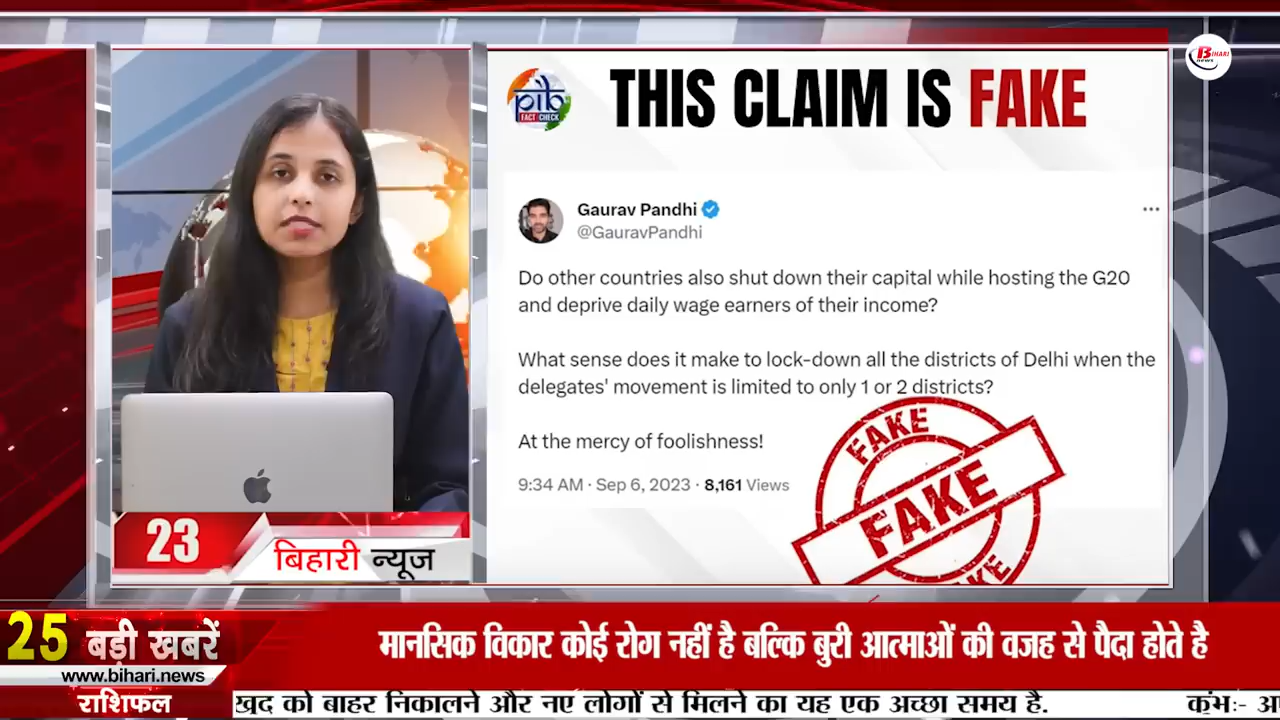 BIHARI
news
pib
FACT CHECK
THIS CLAIM IS FAKE
Gaurav Pandhi
@GauravPandhi
Do other countries also shut down their capital while hosting the G20
and deprive daily wage earners of their income?
What sense does it make to lock-down all the districts of Delhi when the
delegates' movement is limited to only 1 or 2 districts?
At the mercy of foolishness!
9:34 AM · Sep 6, 2023 · 8,161 Views
FAKE
FAKE
23
बिहारी न्यूज
25 बड़ी खबरें
www.bihari.news
मानसिक विकार कोई रोग नहीं है बल्कि बुरी आत्माओं की वजह से पैदा होते है
राशिफल
खुद को बाहर निकालने और नए लोगों से मिलने का यह एक अच्छा समय है. कुंभः-